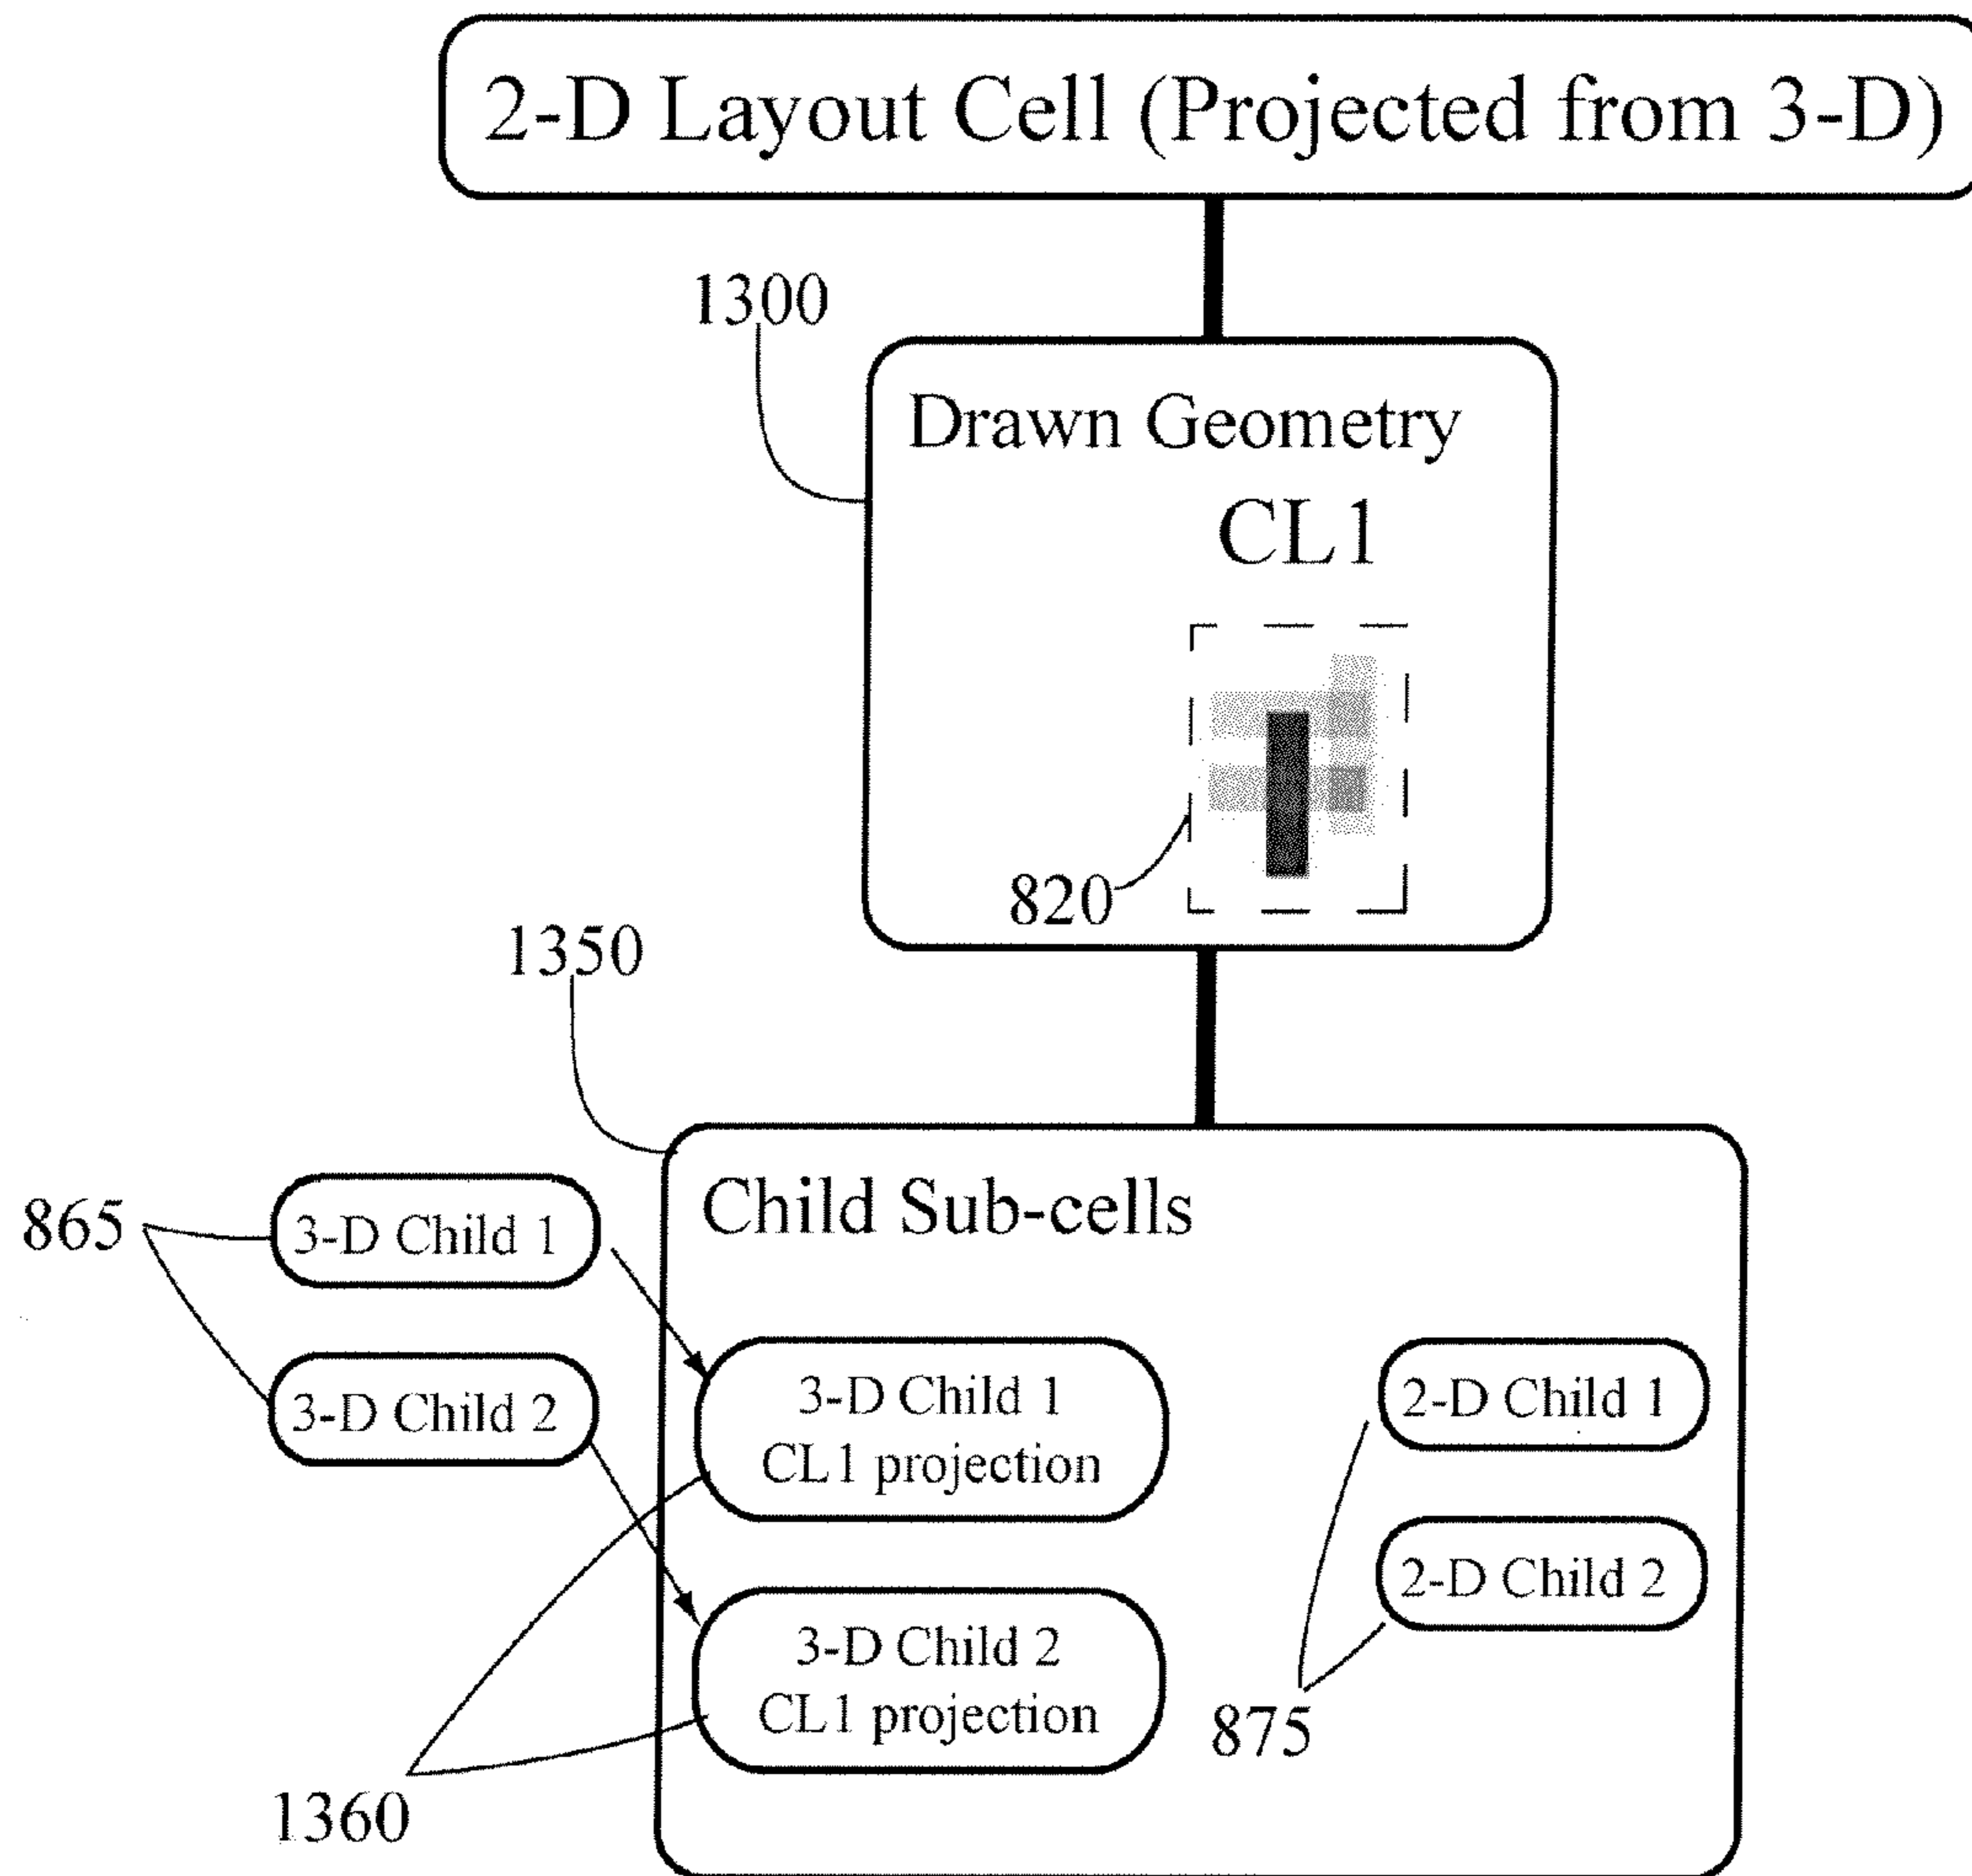 2-D Layout Cell (Projected from 3-D)
1300
Drawn Geometry
CL1
820
1350
Child Sub-cells
865
3-D Child 1
3-D Child 2
3-D Child 1
CL1 projection
3-D Child 2
CL1 projection
2-D Child 1
2-D Child 2
875
1360